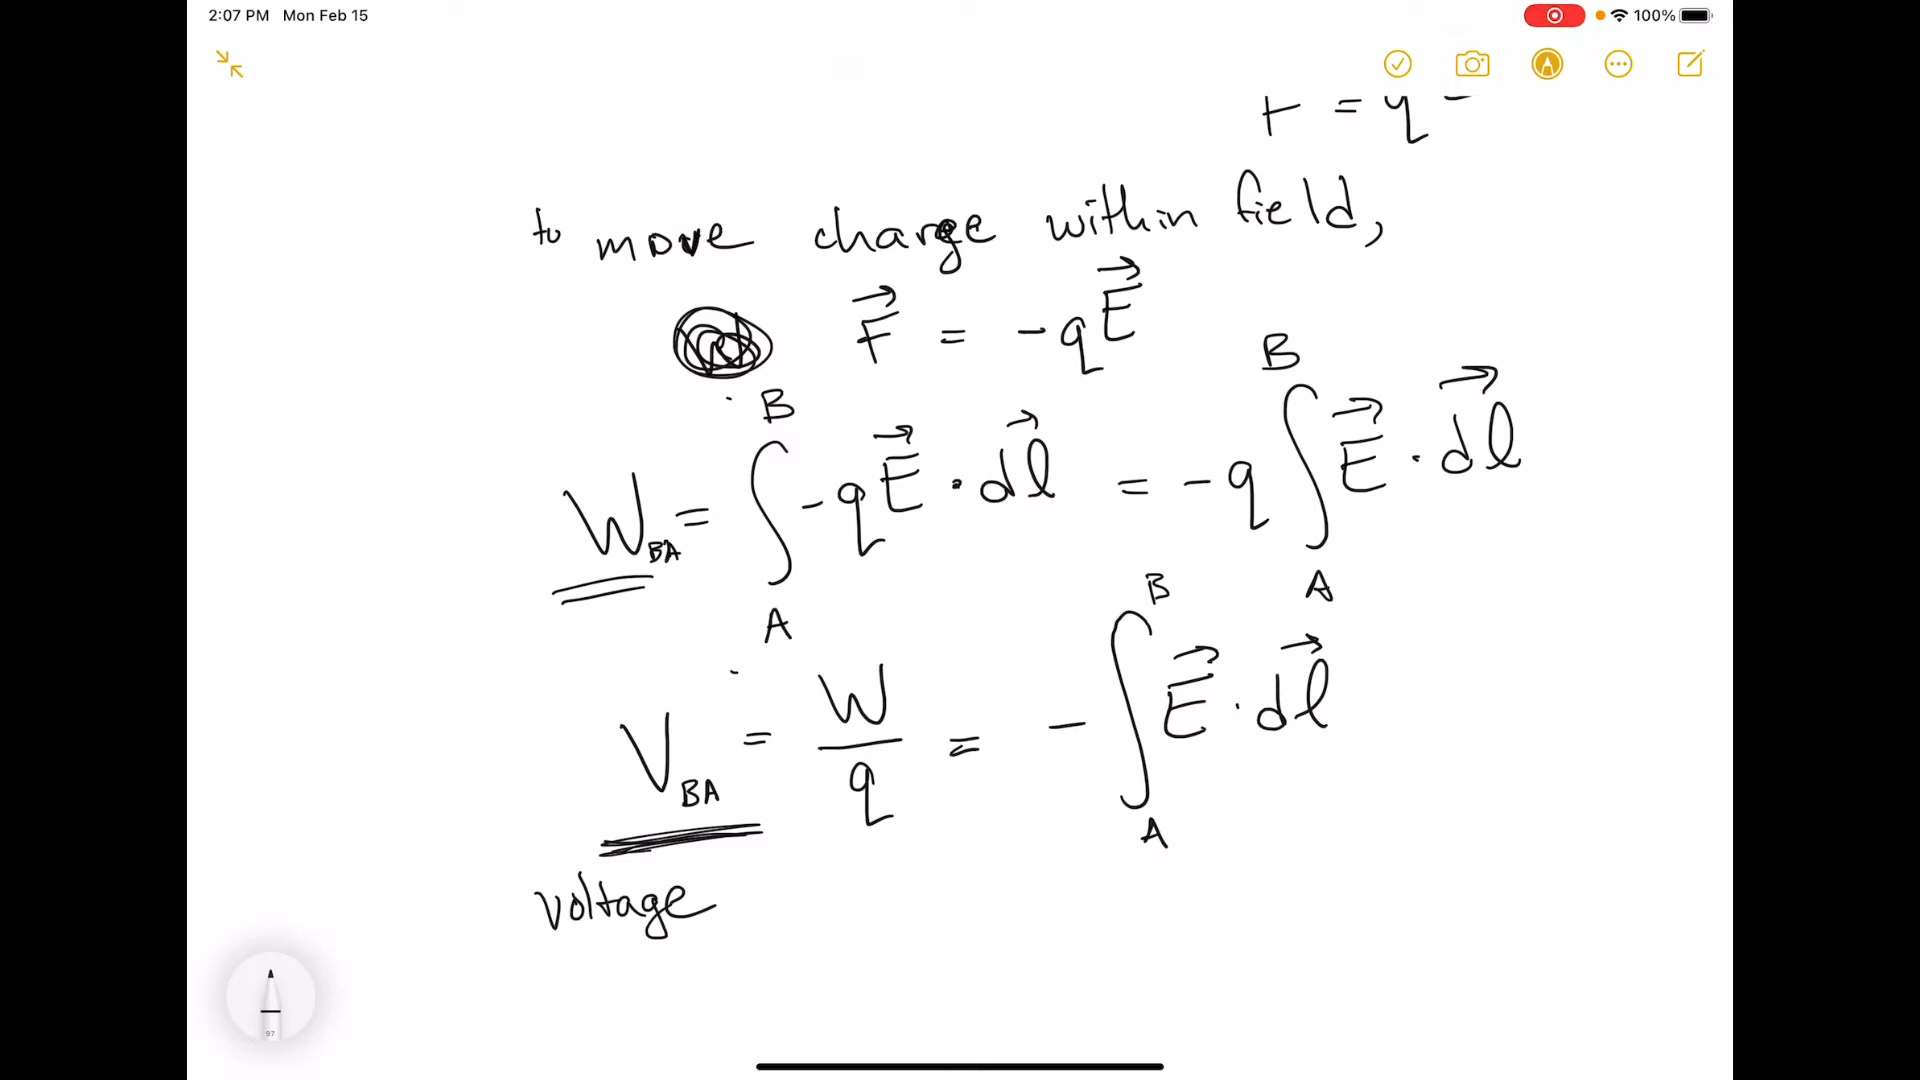 2:07 PM Mon Feb 15
100%
= q
to move charge within field,
F⃗ = -qE⃗
W_BA = ∫_A^B -qE⃗ · dl⃗ = -q ∫_A^B E⃗ · dl⃗
V_BA = W/q = - ∫_A^B E⃗ · dl⃗
voltage
97